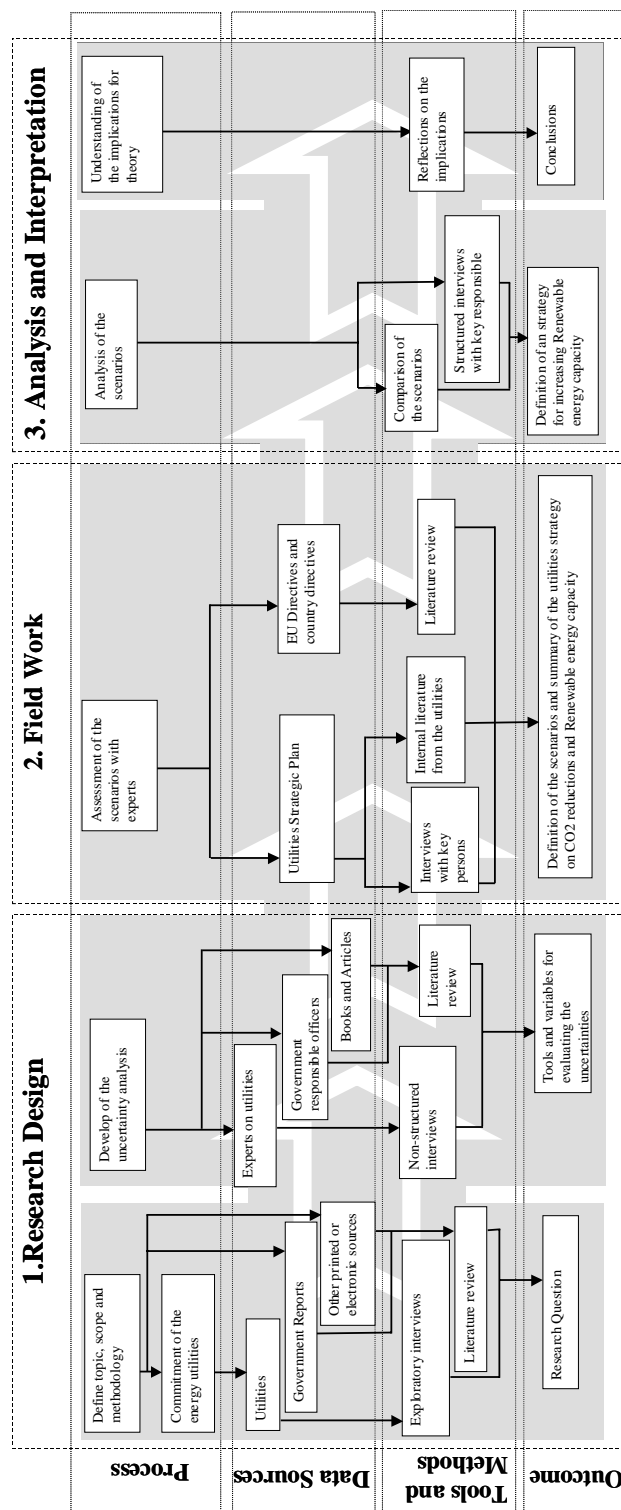 1.Research Design
2. Field Work
3. Analysis and Interpretation
Process
Define topic, scope and
methodology
Commitment of the
energy utilities
Develop of the
uncertainty analysis
Assessment of the
scenarios with
experts
Analysis of the
scenarios
Understanding of
the implications for
theory
Data Sources
Utilities
Government Reports
Other printed or
electronic sources
Experts on utilities
Government
responsible officers
Books and Articles
Utilities Strategic Plan
EU Directives and
country directives
Tools and
Methods
Exploratory interviews
Literature review
Non-structured
interviews
Literature
review
Interviews
with key
persons
Internal literature
from the utilities
Literature review
Comparison of
the scenarios
Structured interviews
with key responsible
Reflections on the
implications
Outcome
Research Question
Tools and variables for
evaluating the
uncertainties
Definition of the scenarios and summary of the utilities strategy
on CO2 reductions and Renewable energy capacity
Definition of an strategy
for increasing Renewable
energy capacity
Conclusions